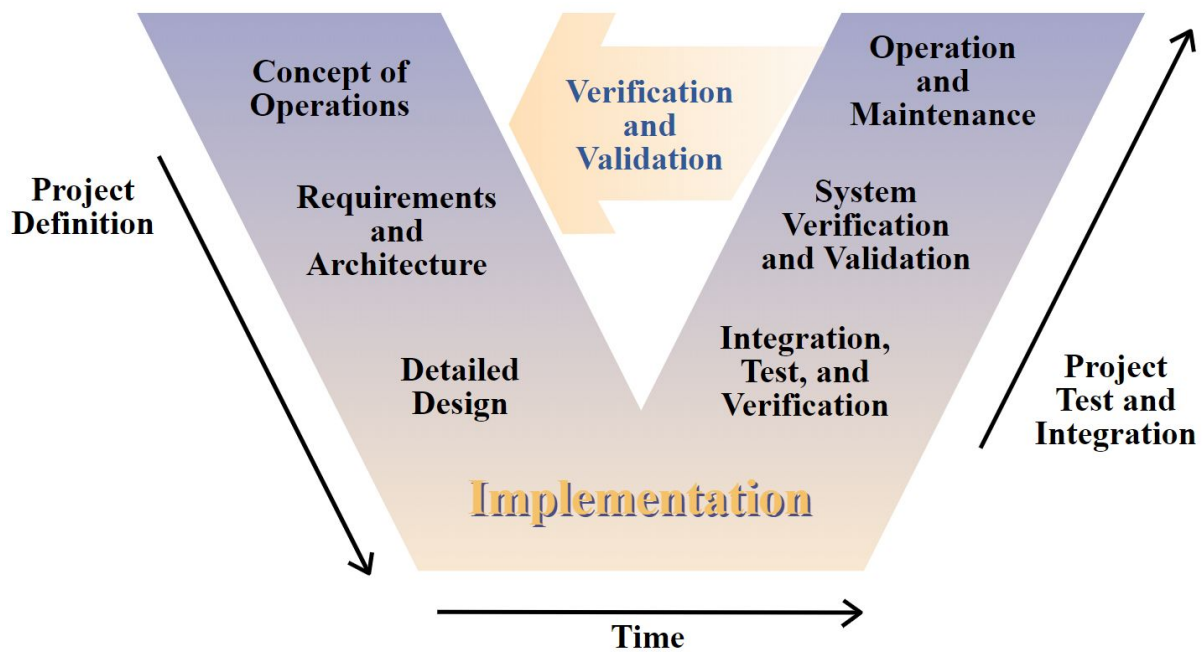 Concept of
Operations
Verification
and
Validation
Operation
and
Maintenance
Project
Definition
Requirements
and
Architecture
System
Verification
and Validation
Detailed
Design
Integration,
Test, and
Verification
Project
Test and
Integration
Implementation
Time